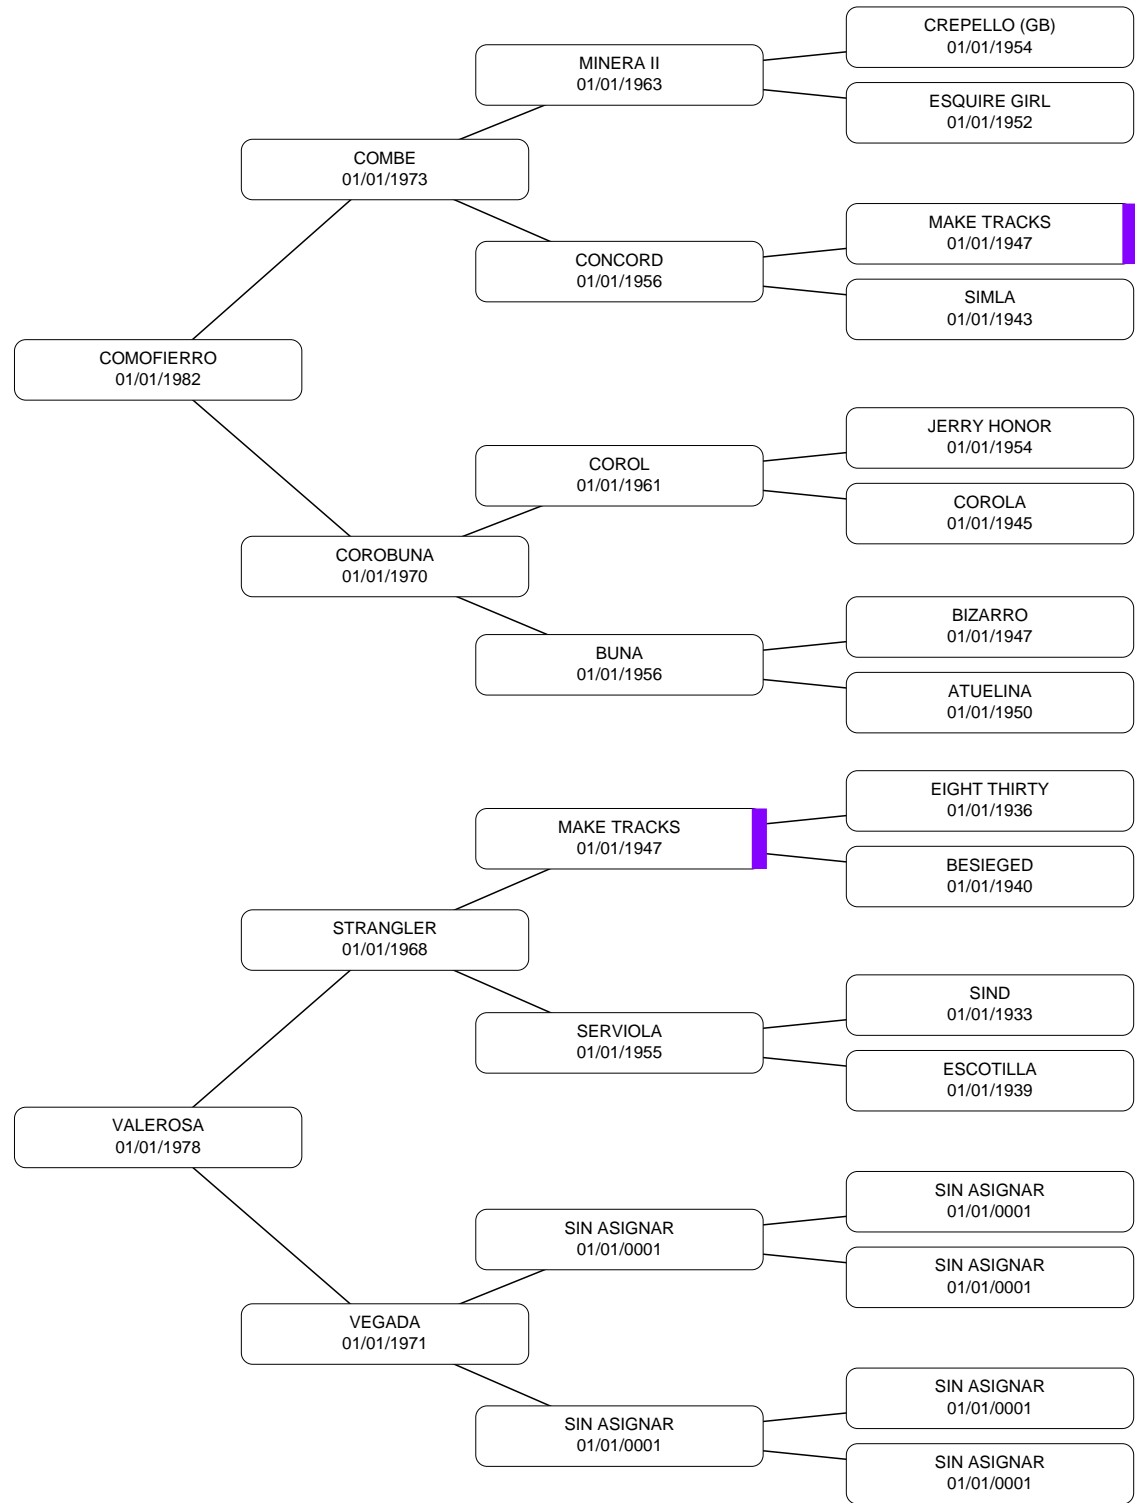 CREPELLO (GB)
01/01/1954
MINERA II
01/01/1963
ESQUIRE GIRL
01/01/1952
COMBE
01/01/1973
MAKE TRACKS
01/01/1947
CONCORD
01/01/1956
SIMLA
01/01/1943
COMOFIERRO
01/01/1982
JERRY HONOR
01/01/1954
COROL
01/01/1961
COROLA
01/01/1945
COROBUNA
01/01/1970
BIZARRO
01/01/1947
BUNA
01/01/1956
ATUELINA
01/01/1950
EIGHT THIRTY
01/01/1936
MAKE TRACKS
01/01/1947
BESIEGED
01/01/1940
STRANGLER
01/01/1968
SIND
01/01/1933
SERVIOLA
01/01/1955
ESCOTILLA
01/01/1939
VALEROSA
01/01/1978
SIN ASIGNAR
01/01/0001
SIN ASIGNAR
01/01/0001
SIN ASIGNAR
01/01/0001
VEGADA
01/01/1971
SIN ASIGNAR
01/01/0001
SIN ASIGNAR
01/01/0001
SIN ASIGNAR
01/01/0001